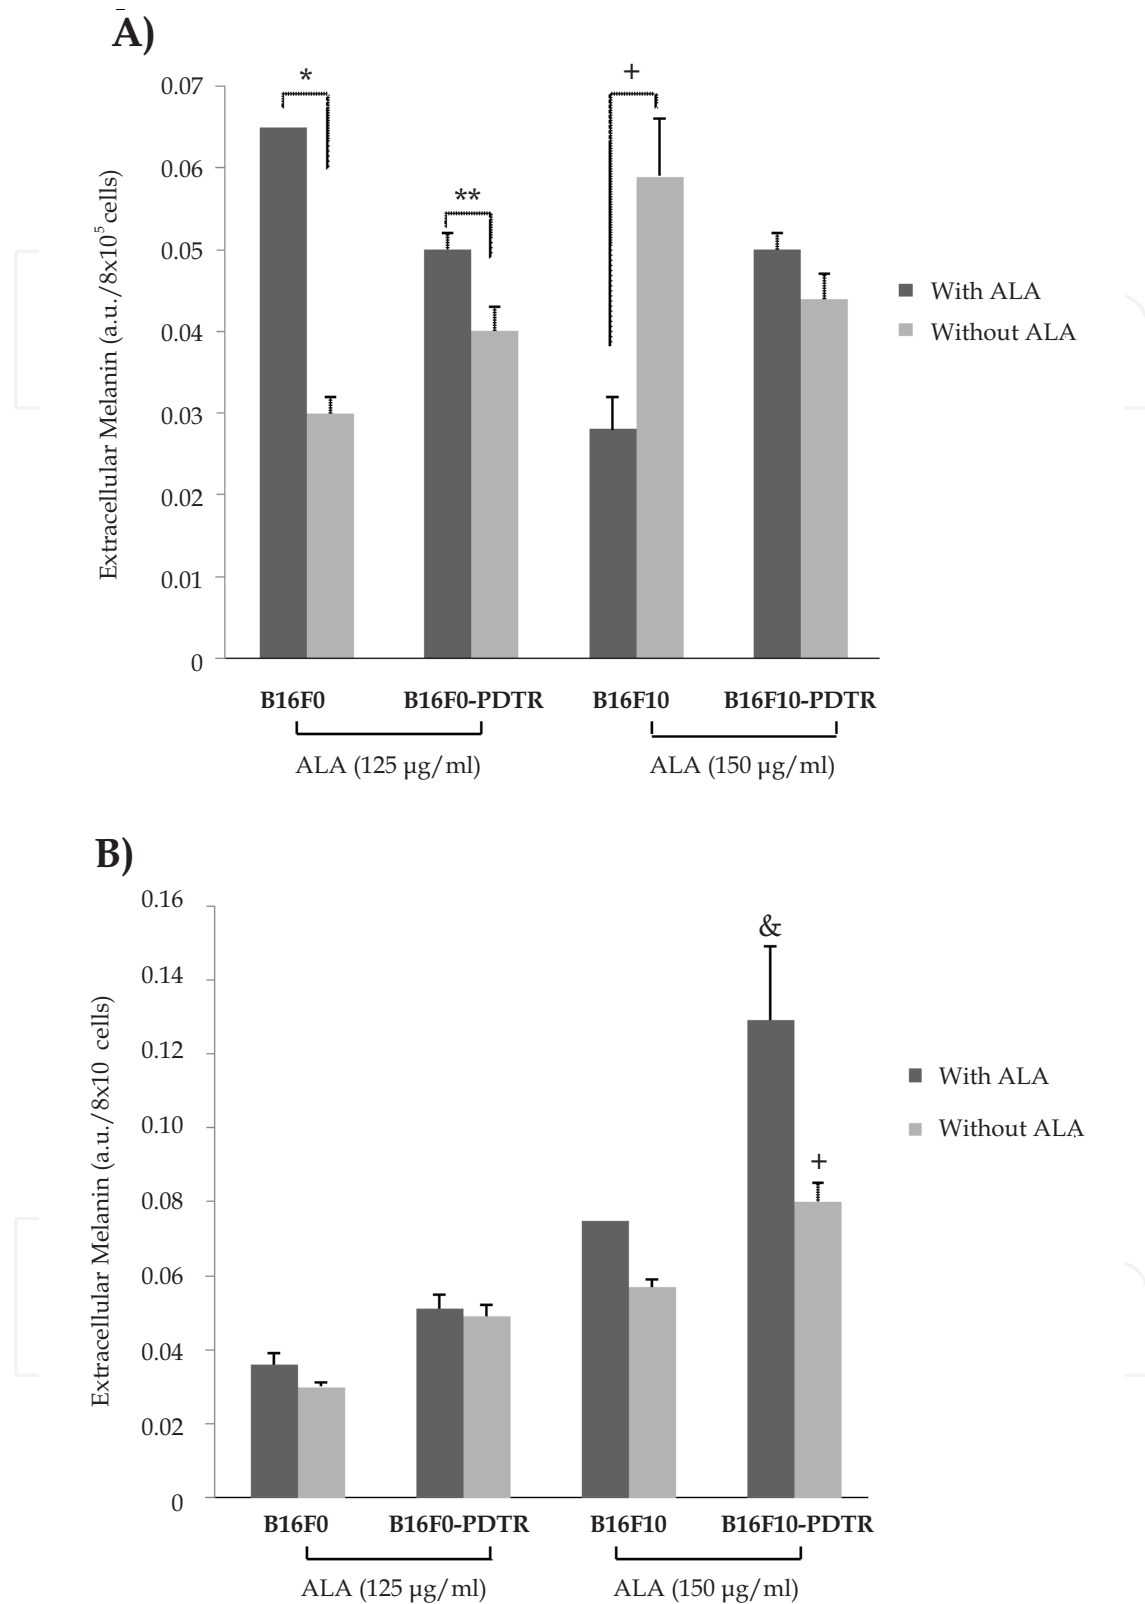 A)
Extracellular Melanin (a.u./8x10⁵ cells)
0.07
0.06
0.05
0.04
0.03
0.02
0.01
0
*
**
+
With ALA
Without ALA
B16F0 B16F0-PDTR B16F10 B16F10-PDTR
ALA (125 µg/ml) ALA (150 µg/ml)
B)
Extracellular Melanin (a.u./8x10 cells)
0.16
0.14
0.12
0.10
0.08
0.06
0.04
0.02
0
&
+
With ALA
Without ALA
B16F0 B16F0-PDTR B16F10 B16F10-PDTR
ALA (125 µg/ml) ALA (150 µg/ml)